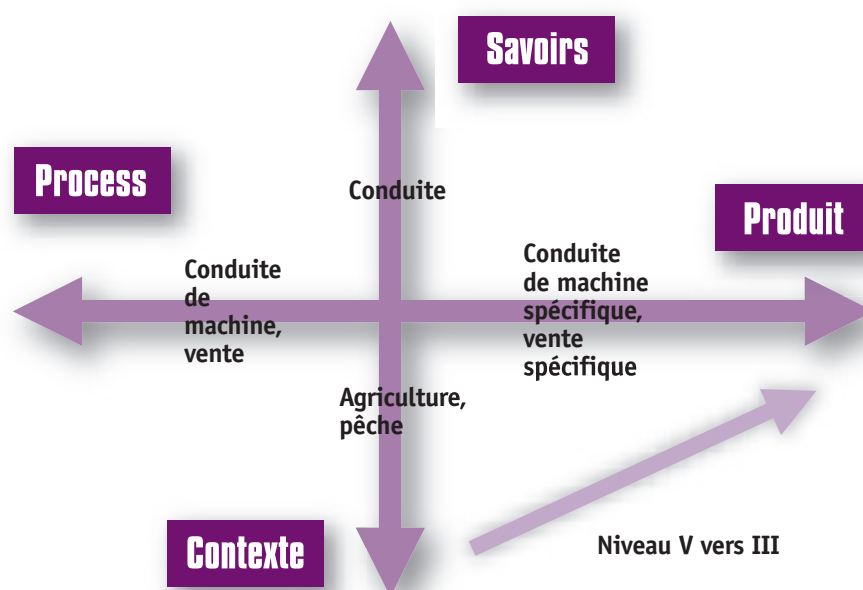 Savoirs
Process
Conduite
Produit
Conduite
de
machine,
vente
Conduite
de machine
spécifique,
vente
spécifique
Agriculture,
pêche
Contexte
Niveau V vers III